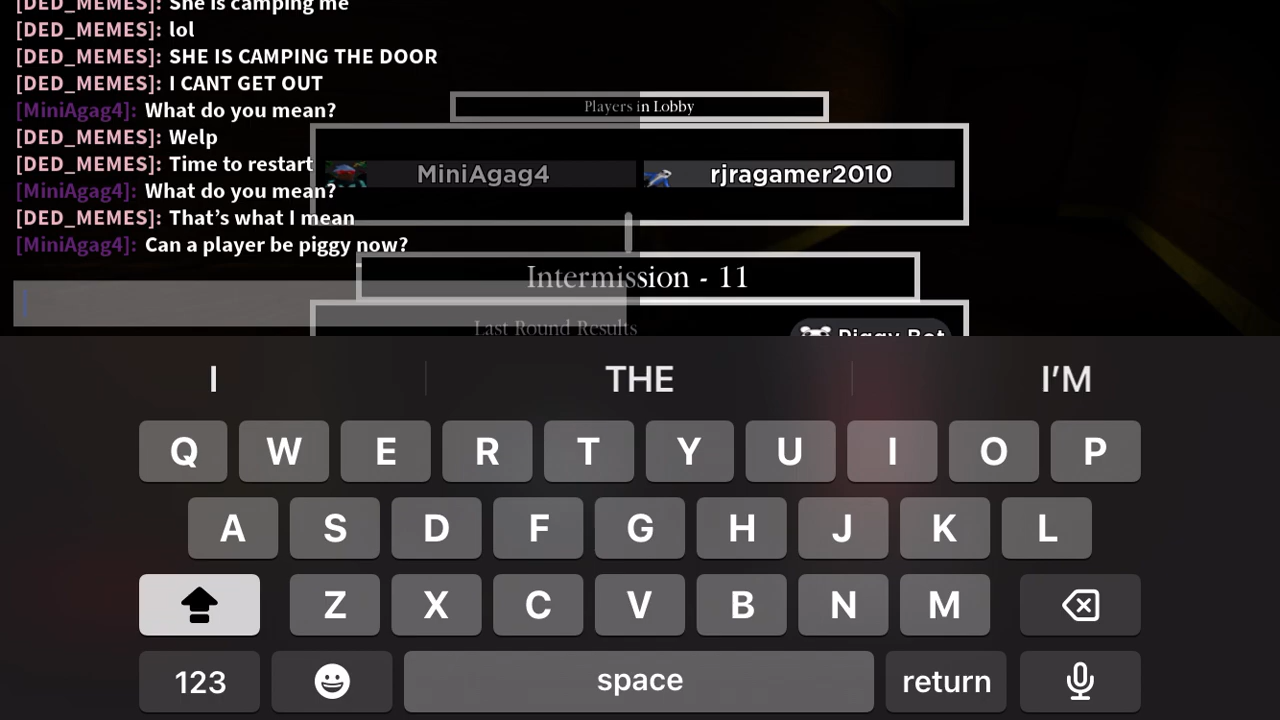 [DED_MEMES]: She is camping me
[DED_MEMES]: lol
[DED_MEMES]: SHE IS CAMPING THE DOOR
[DED_MEMES]: I CANT GET OUT
[MiniAgag4]: What do you mean?
[DED_MEMES]: Welp
[DED_MEMES]: Time to restart
[MiniAgag4]: What do you mean?
[DED_MEMES]: That’s what I mean
[MiniAgag4]: Can a player be piggy now?
Players in Lobby
MiniAgag4 rjragamer2010
Intermission - 11
Last Round Results Piggy Bot
I THE I’M
Q W E R T Y U I O P
A S D F G H J K L
Z X C V B N M
123 space return